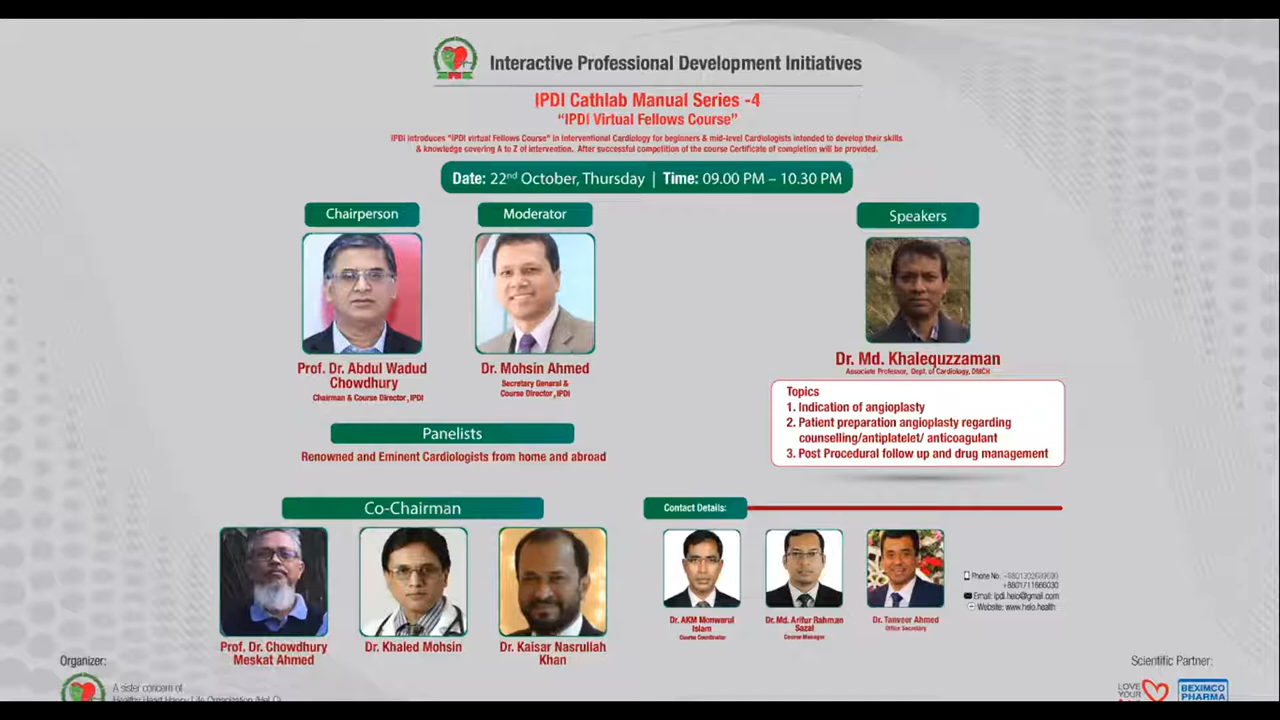 IPDI
Interactive Professional Development Initiatives
IPDI Cathlab Manual Series -4
“IPDI Virtual Fellows Course”
IPDI introduces "IPDI virtual Fellows Course" in Interventional Cardiology for beginners & mid-level Cardiologists intended to develop their skills
& knowledge covering A to Z of intervention. After successful competition of the course Certificate of completion will be provided.
Date: 22nd October, Thursday | Time: 09.00 PM – 10.30 PM
Chairperson
Moderator
Speakers
Prof. Dr. Abdul Wadud
Chowdhury
Chairman & Course Director, IPDI
Dr. Mohsin Ahmed
Secretary General &
Course Director, IPDI
Dr. Md. Khalequzzaman
Associate Professor, Dept. of Cardiology, DMCH
Topics
1. Indication of angioplasty
2. Patient preparation angioplasty regarding
counselling/antiplatelet/ anticoagulant
3. Post Procedural follow up and drug management
Panelists
Renowned and Eminent Cardiologists from home and abroad
Co-Chairman
Prof. Dr. Chowdhury
Meskat Ahmed
Dr. Khaled Mohsin
Dr. Kaisar Nasrullah
Khan
Contact Details:
Dr. AKM Monwarul
Islam
Course Coordinator
Dr. Md. Arifur Rahman
Sazal
Course Manager
Dr. Tanveer Ahmed
Office Secretary
Phone No.
+8801711666030
Email: ipdi.helo@gmail.com
Website: www.helo.health
Organizer:
A sister concern of
Healthy Heart Happy Life Organization
Scientific Partner:
LOVE
YOUR
BEXIMCO
PHARMA